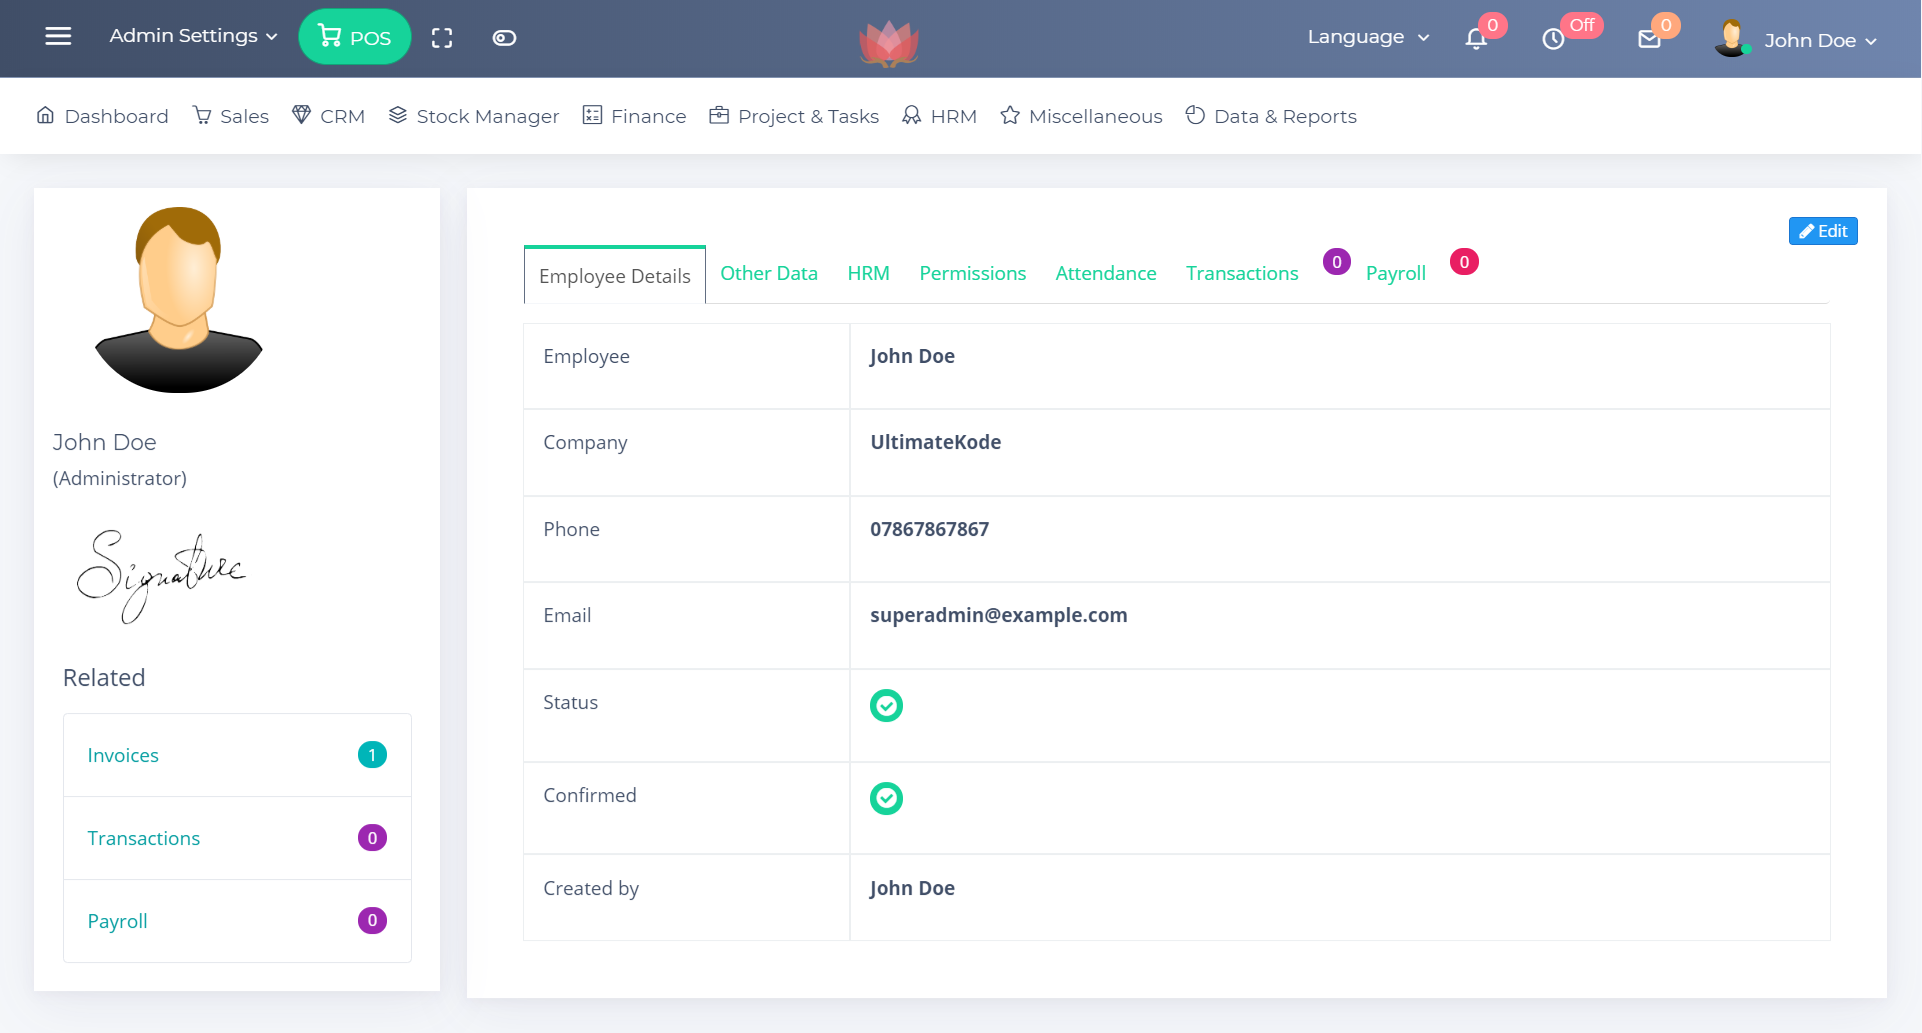 Admin Settings POS Language 0 Off 0 John Doe
Dashboard Sales CRM Stock Manager Finance Project & Tasks HRM Miscellaneous Data & Reports
John Doe
(Administrator)
Signature
Related
Invoices 1
Transactions 0
Payroll 0
Edit
Employee Details Other Data HRM Permissions Attendance Transactions 0 Payroll 0
Employee John Doe
Company UltimateKode
Phone 07867867867
Email superadmin@example.com
Status
Confirmed
Created by John Doe